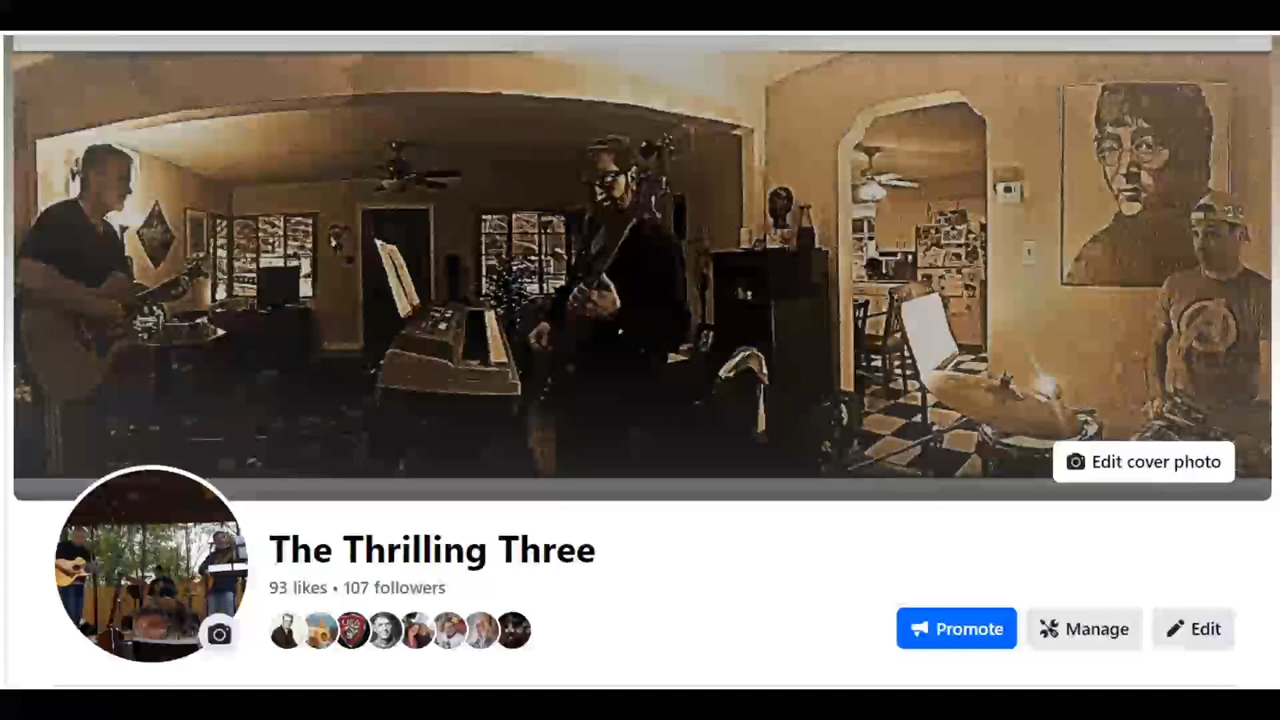 Edit cover photo
The Thrilling Three
93 likes • 107 followers
Promote
Manage
Edit